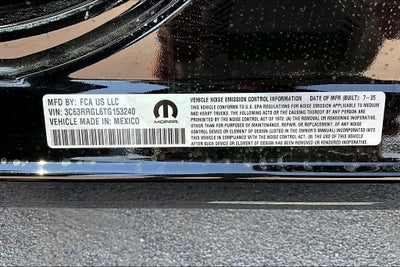 MFD BY: FCA US LLC
VIN: 3C63RRGL6TG153240
VEHICLE MADE IN: MEXICO
MOPAR
VEHICLE NOISE EMISSION CONTROL INFORMATION DATE OF MFR (BUILT): 7-25
THIS VEHICLE CONFORMS TO U.S. EPA REGULATIONS FOR NOISE EMISSION APPLICABLE TO MEDIUM
AND HEAVY TRUCKS. THE FOLLOWING ACTS OR THE CAUSING THEREOF BY ANY PERSON ARE
PROHIBITED BY THE NOISE CONTROL ACT OF 1972: (A) THE REMOVAL OR RENDERING INOPERATIVE,
OTHER THAN FOR PURPOSES OF MAINTENANCE, REPAIR, OR REPLACEMENT, OF ANY NOISE
CONTROL DEVICE OR ELEMENT OF DESIGN (LISTED IN THE OWNER'S MANUAL) INCORPORATED INTO
THIS VEHICLE IN COMPLIANCE WITH THE NOISE CONTROL ACT; (B) THE USE OF THIS VEHICLE AFTER
SUCH DEVICE OR ELEMENT OF DESIGN HAS BEEN REMOVED OR RENDERED INOPERATIVE.